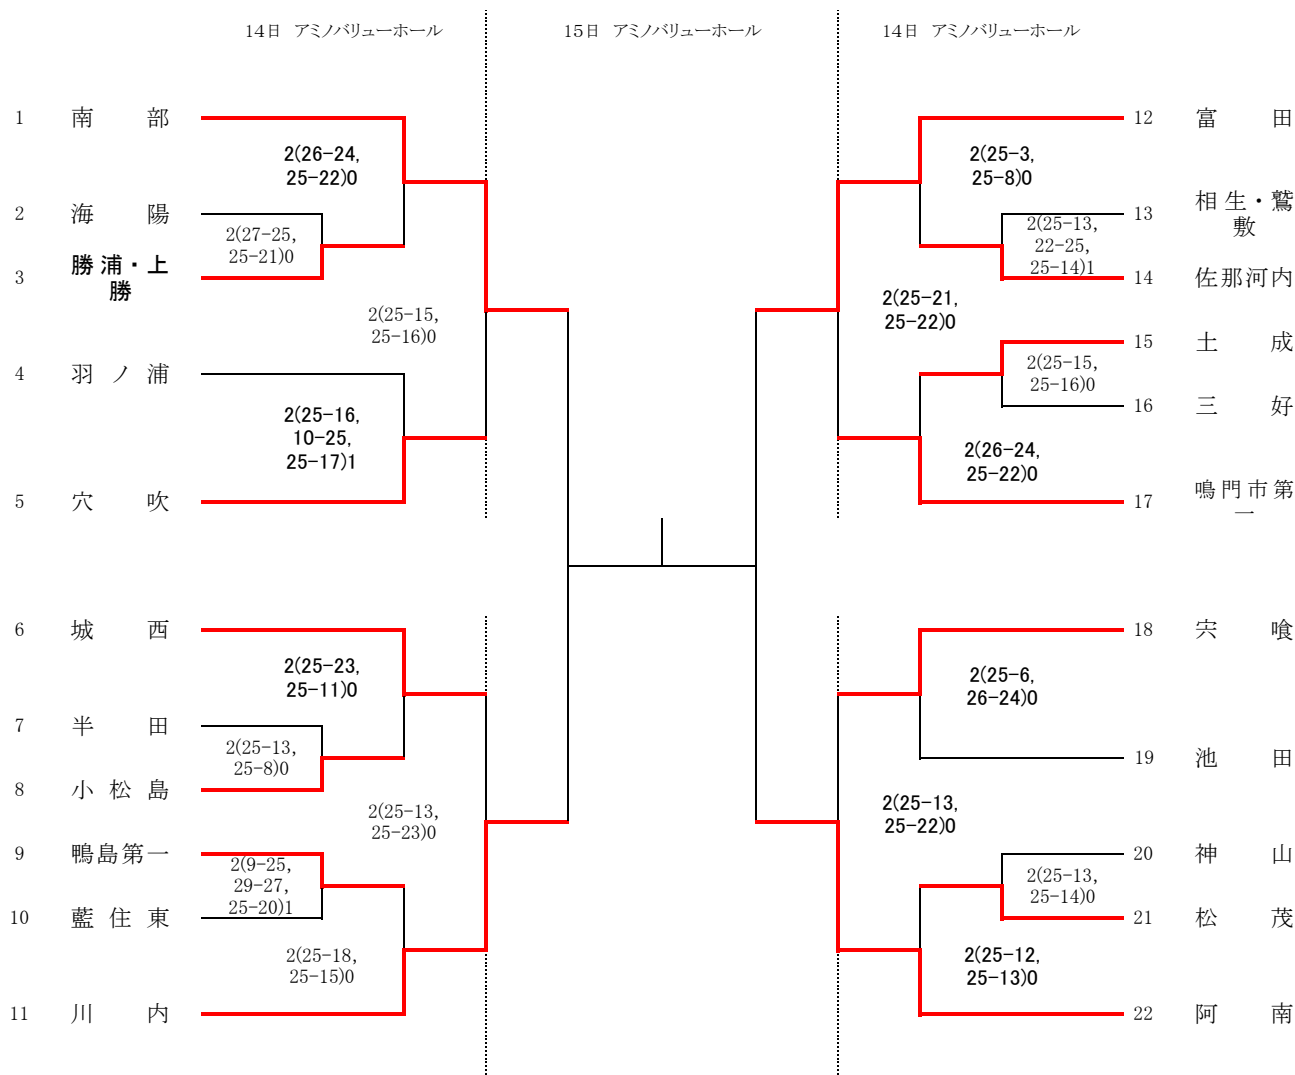 14日 アミノバリューホール
15日 アミノバリューホール
14日 アミノバリューホール
1 南部
2(26-24,
25-22)0
2 海陽
2(27-25,
25-21)0
3 勝浦・上
勝
2(25-15,
25-16)0
4 羽ノ浦
2(25-16,
10-25,
25-17)1
5 穴吹
6 城西
2(25-23,
25-11)0
7 半田
2(25-13,
25-8)0
8 小松島
2(25-13,
25-23)0
9 鴨島第一
2(9-25,
29-27,
25-20)1
10 藍住東
2(25-18,
25-15)0
11 川内
12 富田
2(25-3,
25-8)0
13 相生・鷲
敷
2(25-13,
22-25,
25-14)1
14 佐那河内
2(25-21,
25-22)0
15 土成
2(25-15,
25-16)0
16 三好
2(26-24,
25-22)0
17 鳴門市第
一
18 宍喰
2(25-6,
26-24)0
19 池田
2(25-13,
25-22)0
20 神山
2(25-13,
25-14)0
21 松茂
2(25-12,
25-13)0
22 阿南